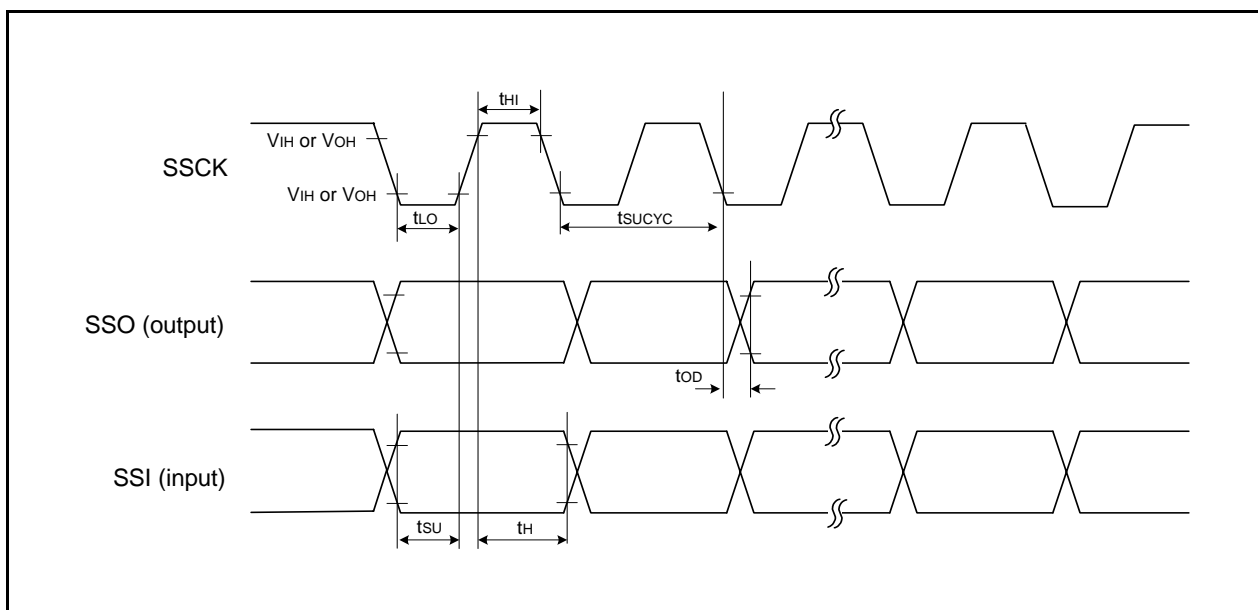 tHI
VIH or VOH
SSCK
VIH or VOH
tLO
tSUCYC
SSO (output)
tOD
SSI (input)
tSU
tH